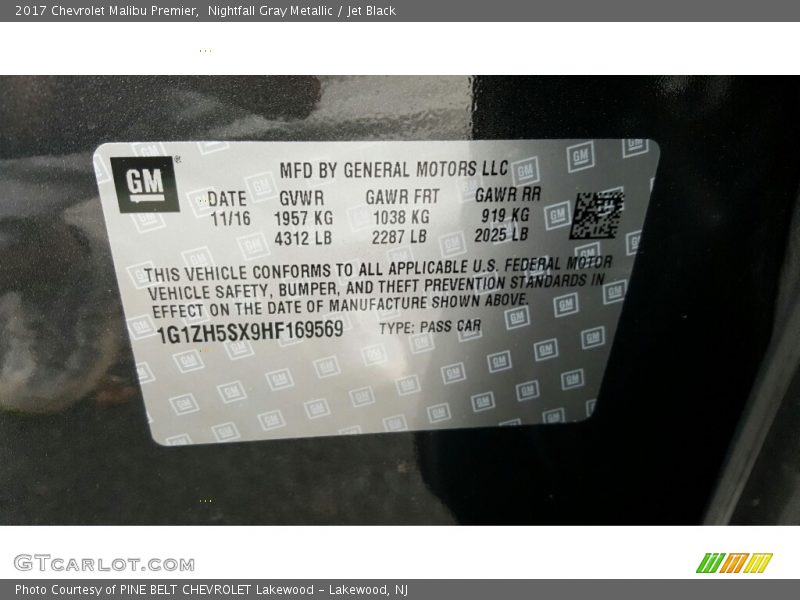 2017 Chevrolet Malibu Premier,  Nightfall Gray Metallic / Jet Black
GM ®
MFD BY GENERAL MOTORS LLC
DATE GVWR GAWR FRT GAWR RR
11/16 1957 KG 1038 KG 919 KG
4312 LB 2287 LB 2025 LB
THIS VEHICLE CONFORMS TO ALL APPLICABLE U.S. FEDERAL MOTOR
VEHICLE SAFETY, BUMPER, AND THEFT PREVENTION STANDARDS IN
EFFECT ON THE DATE OF MANUFACTURE SHOWN ABOVE.
1G1ZH5SX9HF169569 TYPE: PASS CAR
GTCARLOT.COM
Photo Courtesy of PINE BELT CHEVROLET Lakewood - Lakewood, NJ